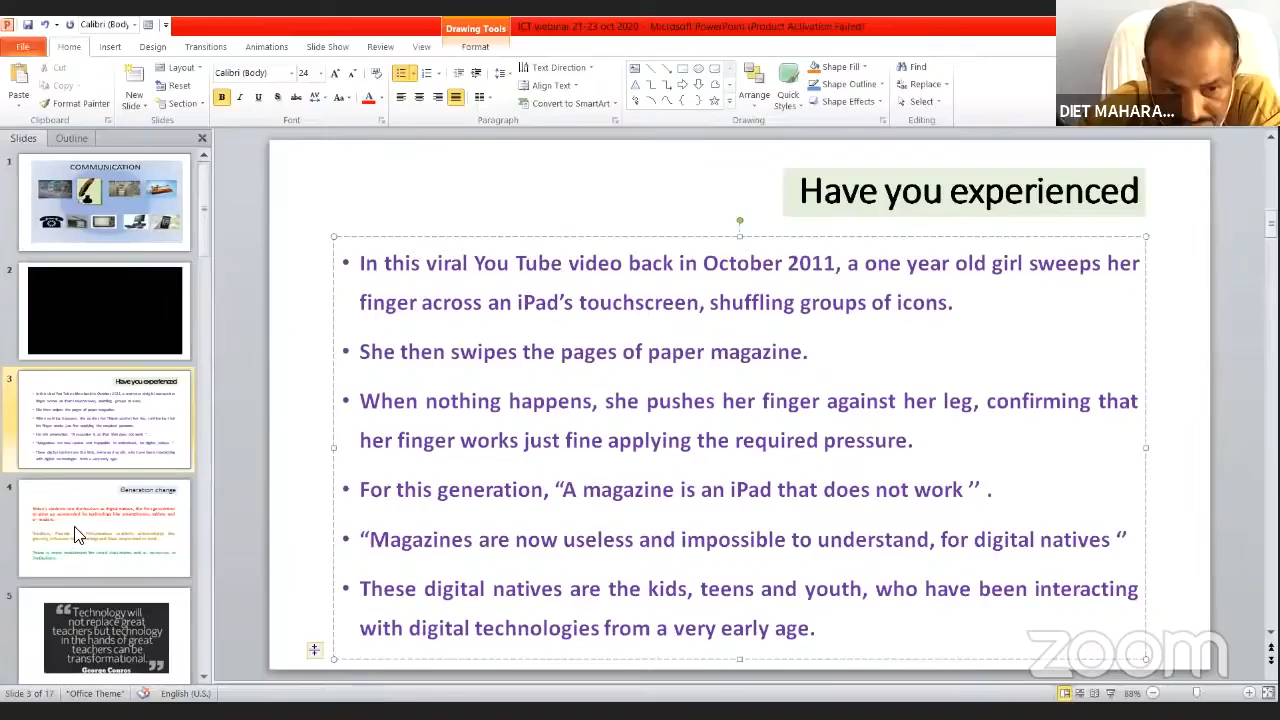 Calibri (Body)
ICT webinar 21-23 oct 2020 - Microsoft PowerPoint (Product Activation Failed)
Drawing Tools
File Home Insert Design Transitions Animations Slide Show Review View Format
Paste
Cut
Copy
Format Painter
Clipboard
New Slide
Layout
Reset
Section
Slides
Calibri (Body) 24
Font
Text Direction
Align Text
Convert to SmartArt
Paragraph
Arrange
Quick Styles
Shape Fill
Shape Outline
Shape Effects
Drawing
Find
Replace
Select
Editing
DIET MAHARA...
Slides Outline
1
COMMUNICATION
2
3
Have you experienced
4
Generation change
5
Technology will
not replace great
teachers but technology
in the hands of great
teachers can be
transformational.
George Couros
Have you experienced
• In this viral You Tube video back in October 2011, a one year old girl sweeps her
finger across an iPad’s touchscreen, shuffling groups of icons.
• She then swipes the pages of paper magazine.
• When nothing happens, she pushes her finger against her leg, confirming that
her finger works just fine applying the required pressure.
• For this generation, “A magazine is an iPad that does not work ’’ .
• “Magazines are now useless and impossible to understand, for digital natives ‘’
• These digital natives are the kids, teens and youth, who have been interacting
with digital technologies from a very early age.
zoom
Slide 3 of 17 "Office Theme" English (U.S.) 88%